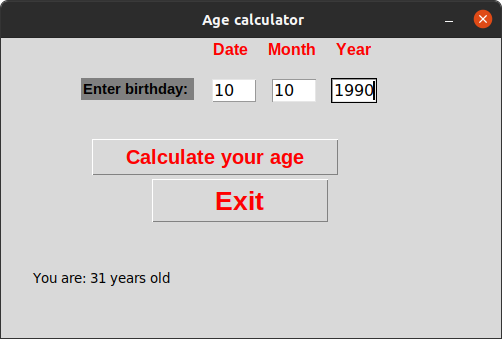 Age calculator
Date Month Year
Enter birthday: 10 10 1990
Calculate your age
Exit
You are: 31 years old